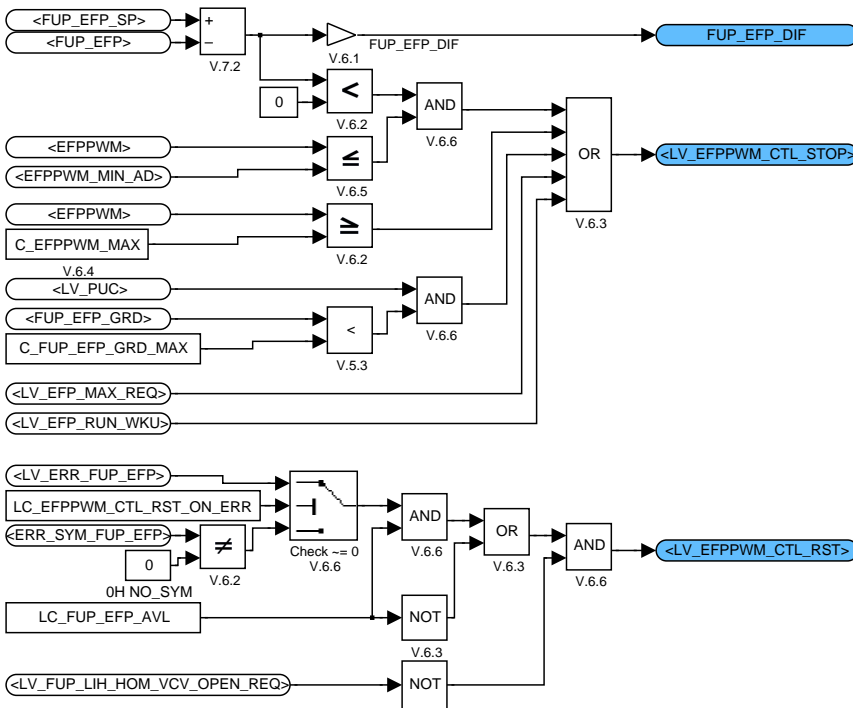 <FUP_EFP_SP>
+
<FUP_EFP>
−
V.7.2
V.6.1
FUP_EFP_DIF
FUP_EFP_DIF
0
<
V.6.2
AND
V.6.6
<EFPPWM>
<EFPPWM_MIN_AD>
≤
V.6.5
OR
V.6.3
<LV_EFPPWM_CTL_STOP>
<EFPPWM>
C_EFPPWM_MAX
V.6.4
≥
V.6.2
<LV_PUC>
<FUP_EFP_GRD>
C_FUP_EFP_GRD_MAX
<
V.5.3
AND
V.6.6
<LV_EFP_MAX_REQ>
<LV_EFP_RUN_WKU>
<LV_ERR_FUP_EFP>
LC_EFPPWM_CTL_RST_ON_ERR
<ERR_SYM_FUP_EFP>
0
0H NO_SYM
≠
V.6.2
Check ~= 0
V.6.6
AND
V.6.6
OR
V.6.3
AND
V.6.6
<LV_EFPPWM_CTL_RST>
LC_FUP_EFP_AVL
NOT
V.6.3
<LV_FUP_LIH_HOM_VCV_OPEN_REQ>
NOT